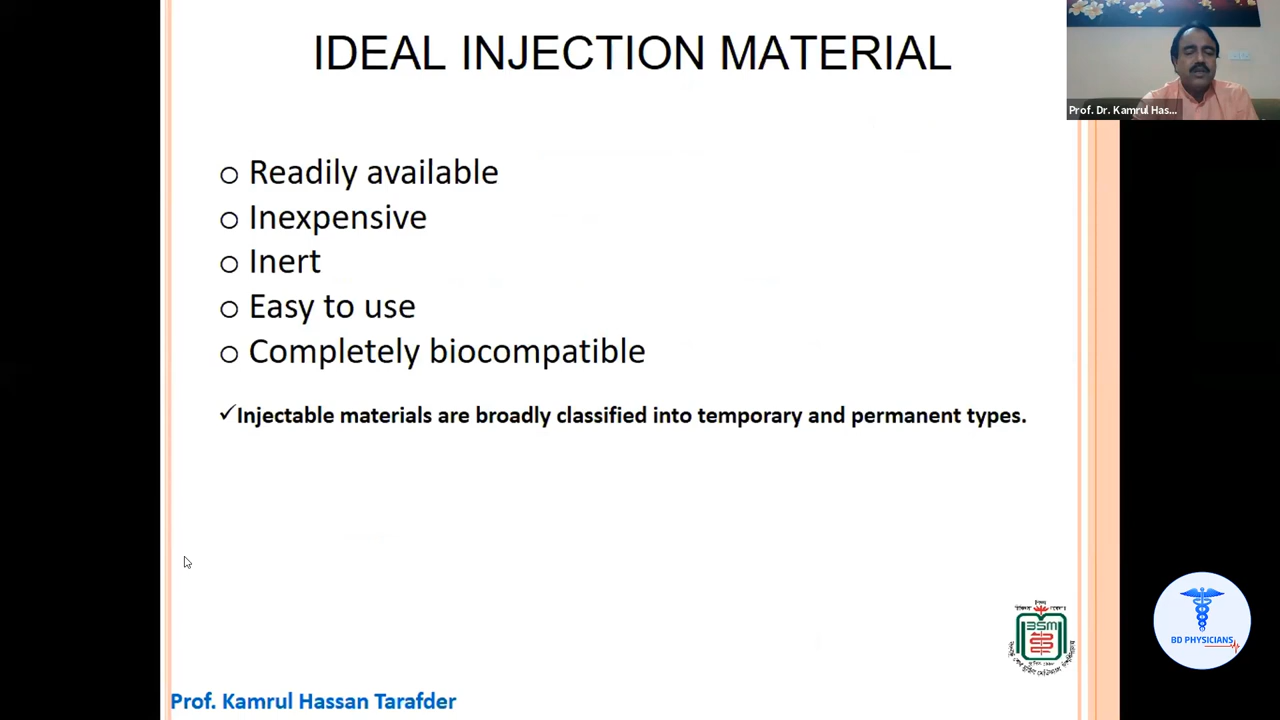 IDEAL INJECTION MATERIAL
Prof. Dr. Kamrul Has...
Readily available
Inexpensive
Inert
Easy to use
Completely biocompatible
✓Injectable materials are broadly classified into temporary and permanent types.
BSM
BD PHYSICIANS
Prof. Kamrul Hassan Tarafder